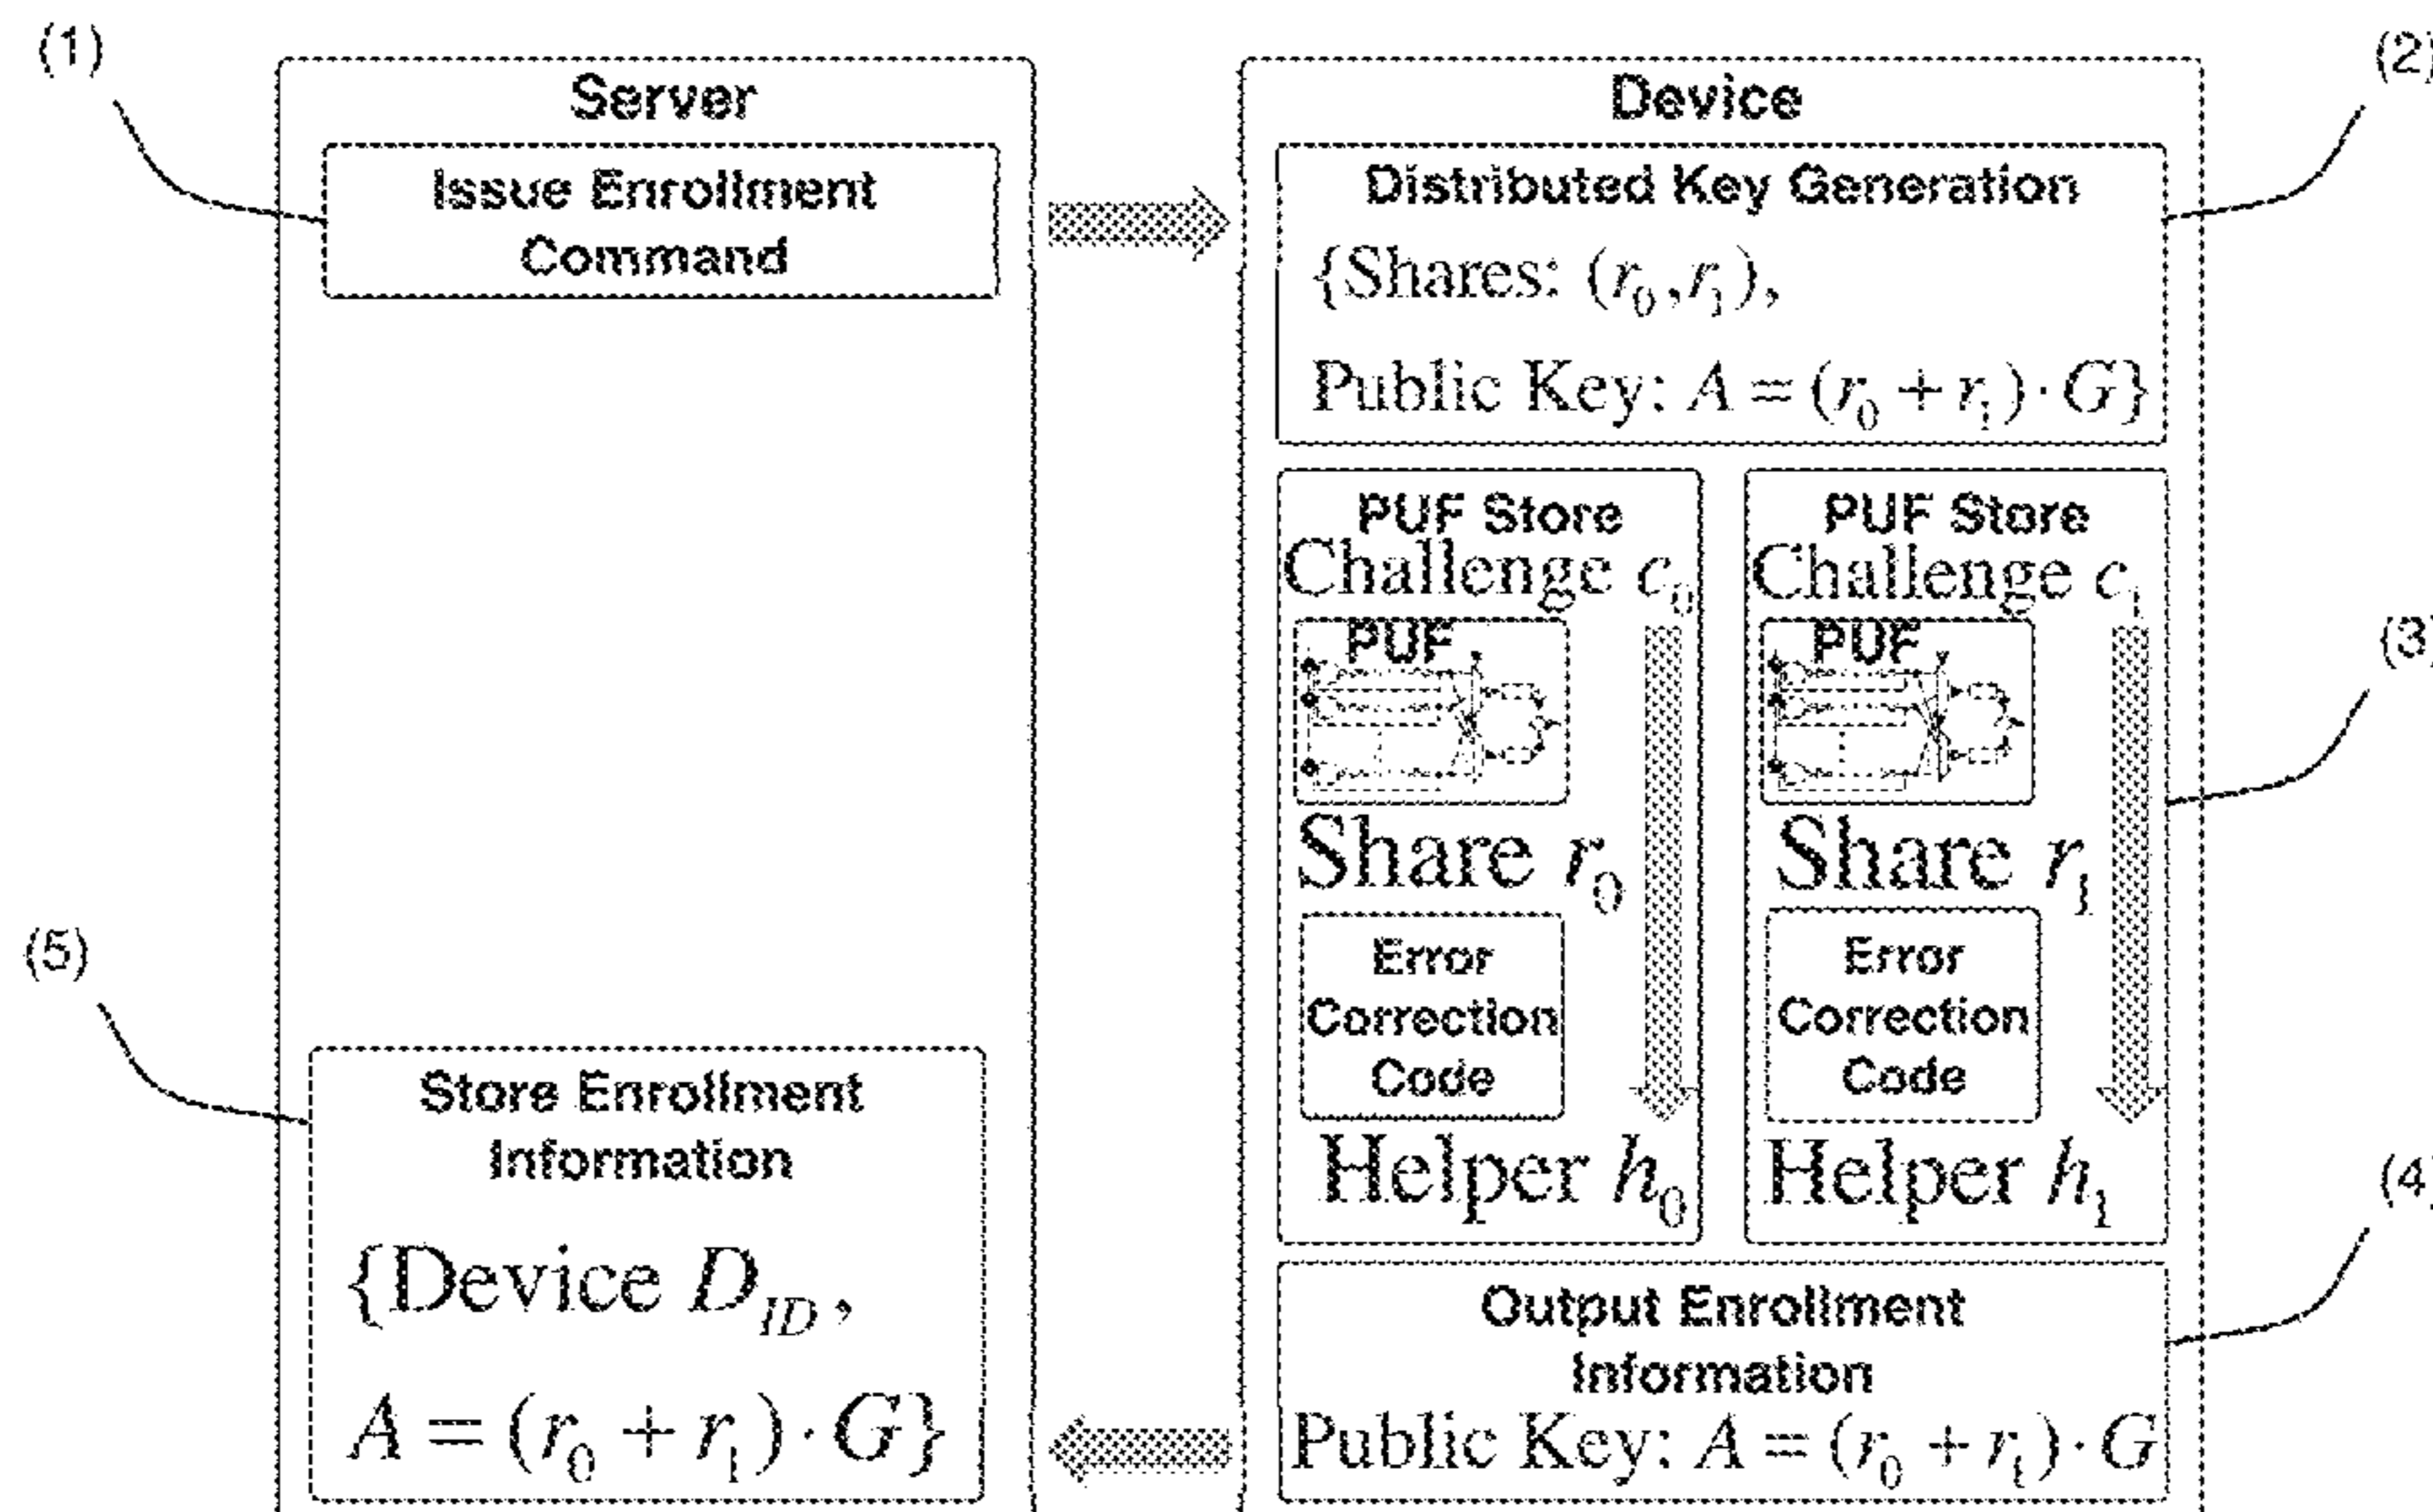 (1)
Server
Issue Enrollment
Command
Device
(2)
Distributed Key Generation
{Shares: (r₀,r₁),
Public Key: A = (r₀ + r₁) · G}
PUF Store
Challenge c₀
PUF
Share r₀
Error
Correction
Code
Helper h₀
PUF Store
Challenge c₁
PUF
Share r₁
Error
Correction
Code
Helper h₁
(3)
(4)
Output Enrollment
Information
Public Key: A = (r₀ + r₁) · G
(5)
Store Enrollment
Information
{Device D_ID,
A = (r₀ + r₁) · G}